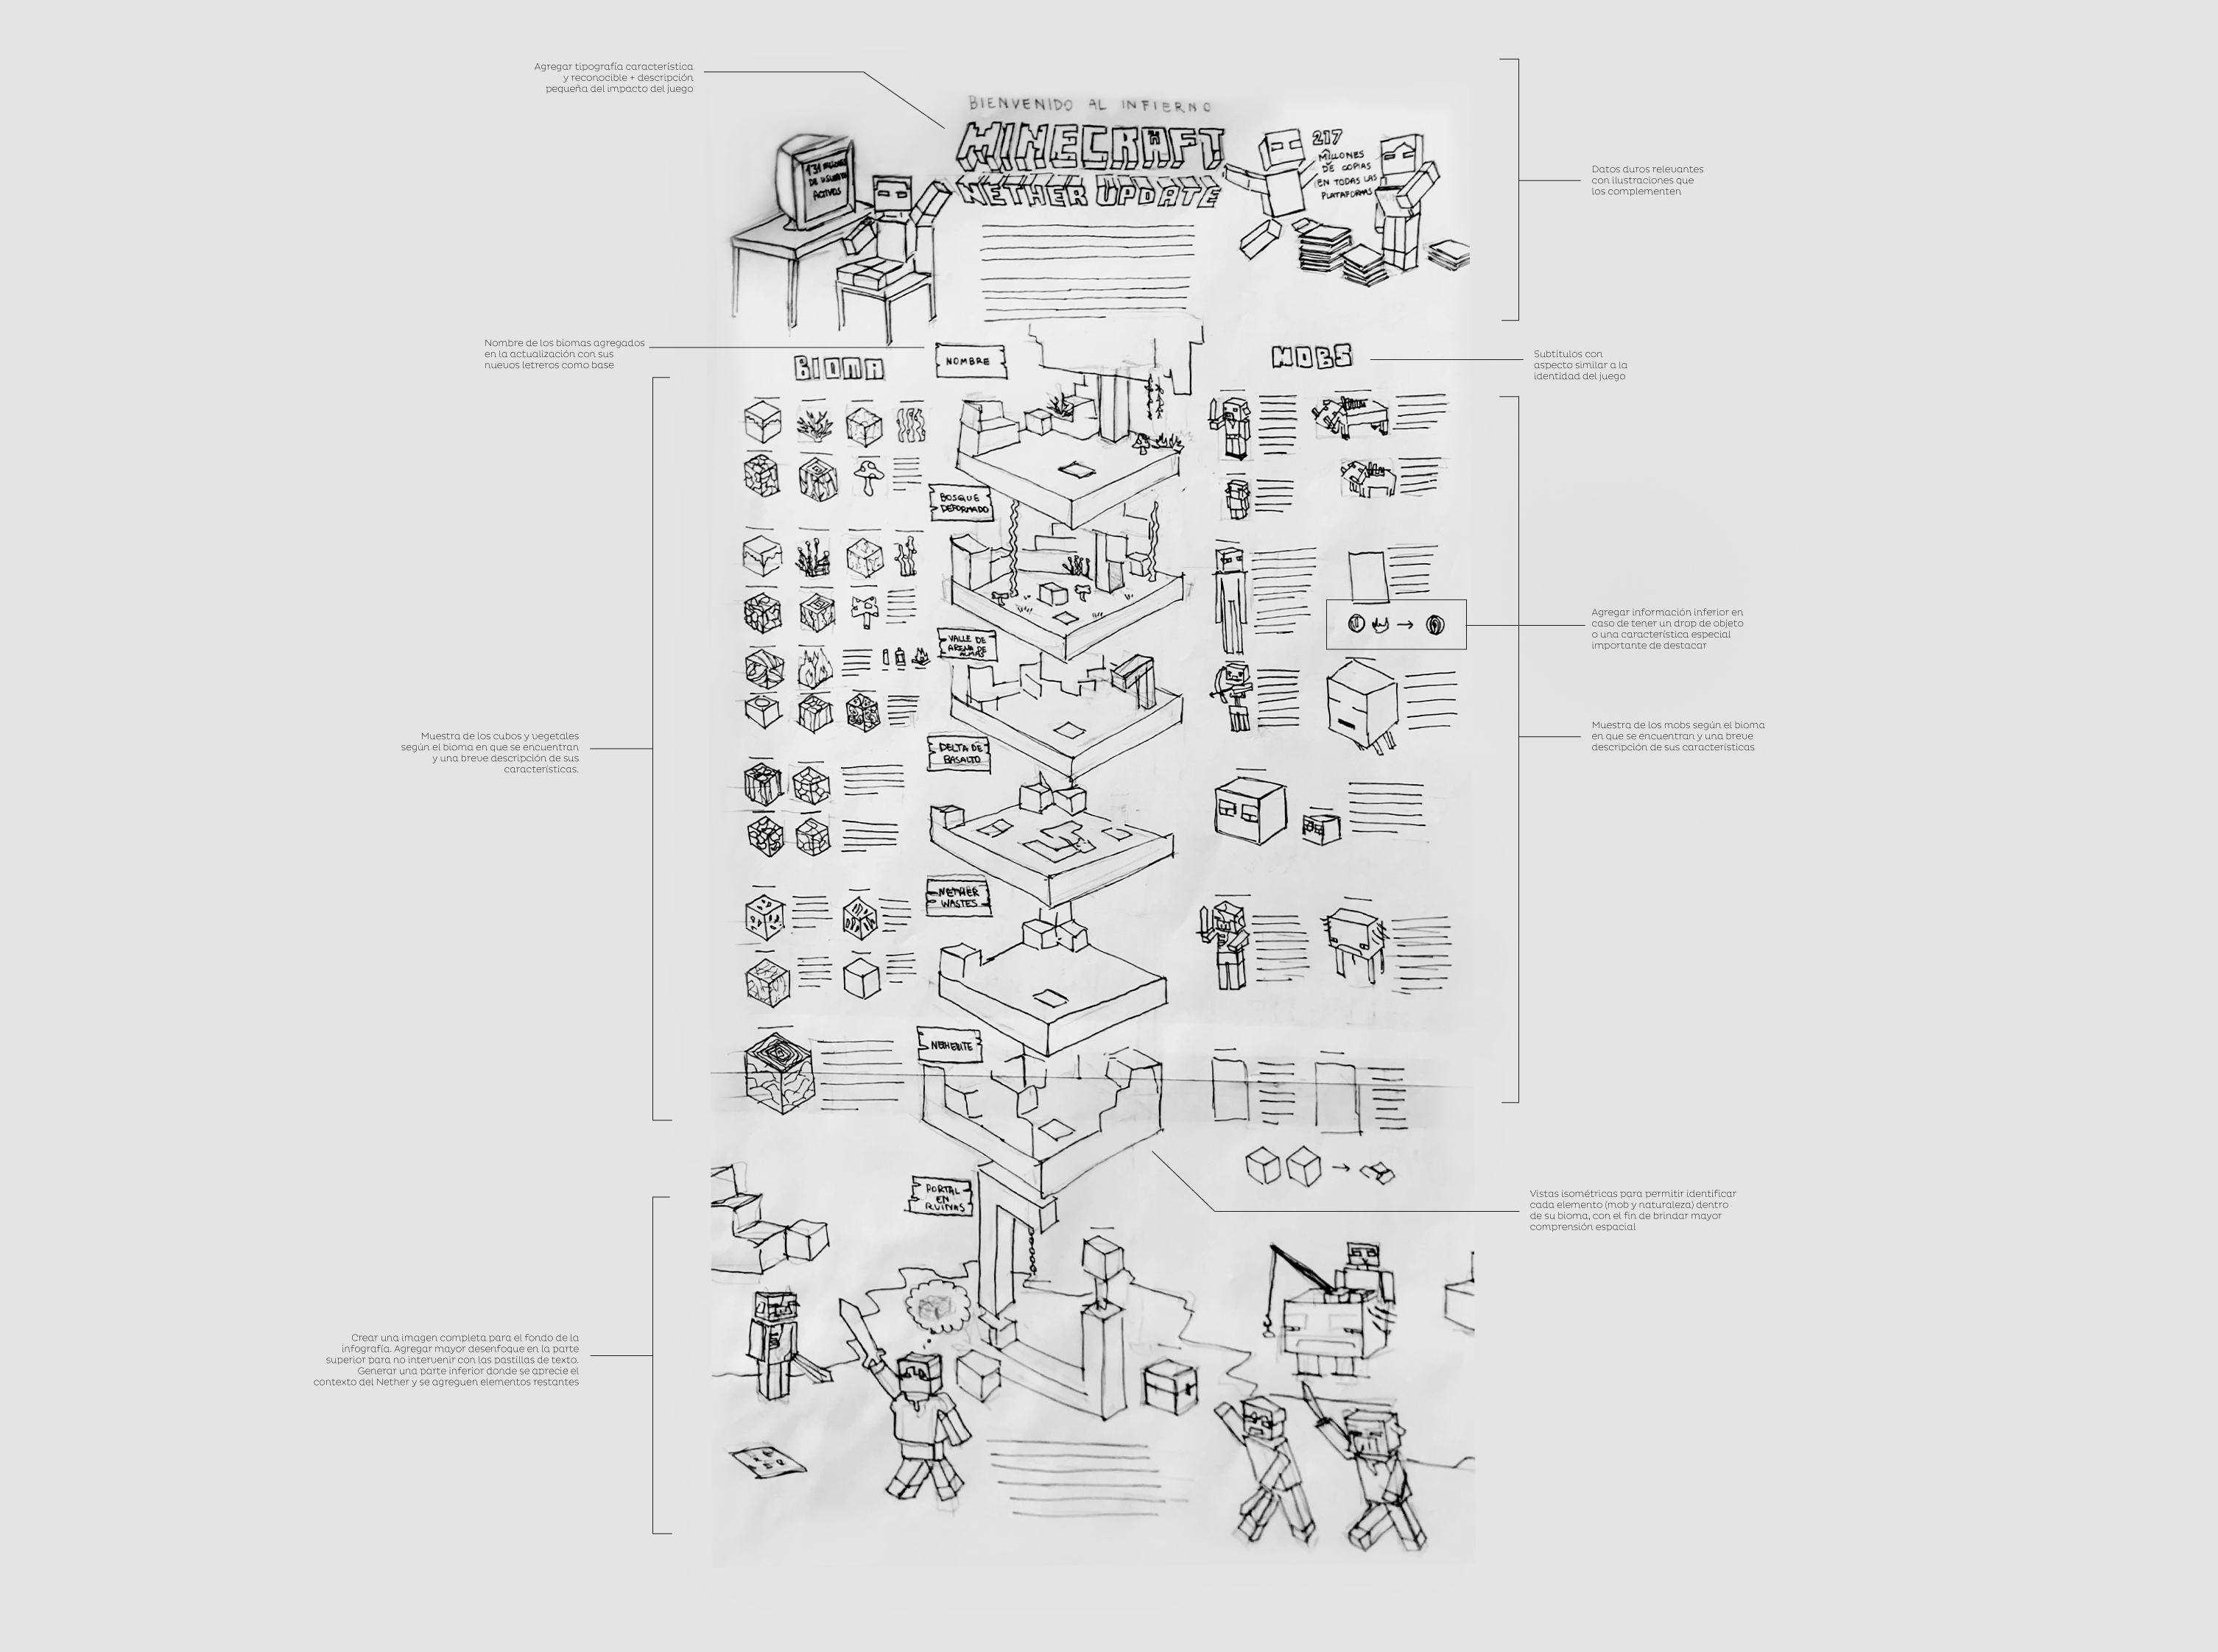 Agregar tipografía característica
y reconocible + descripción
pequeña del impacto del juego
BIENVENIDO AL INFIERNO
MINECRAFT
NETHER UPDATE
131 MILLONES
DE USUARIOS
ACTIVOS
217
MILLONES
DE COPIAS
EN TODAS LAS
PLATAFORMAS
Datos duros relevantes
con ilustraciones que
los complementen
Nombre de los biomas agregados
en la actualización con sus
nuevos letreros como base
BIOMA
NOMBRE
MOBS
Subtitulos con
aspecto similar a la
identidad del juego
BOSQUE
DEFORMADO
VALLE DE
ARENA DE
ALMAS
Agregar información inferior en
caso de tener un drop de objeto
o una característica especial
importante de destacar
DELTA DE
BASALTO
Muestra de los cubos y vegetales
según el bioma en que se encuentran
y una breve descripción de sus
características.
Muestra de los mobs según el bioma
en que se encuentran y una breve
descripción de sus características
NETHER
WASTES
NETHERITE
PORTAL
EN
RUINAS
Vistas isométricas para permitir identificar
cada elemento (mob y naturaleza) dentro
de su bioma, con el fin de brindar mayor
comprensión espacial
Crear una imagen completa para el fondo de la
infografía. Agregar mayor desenfoque en la parte
superior para no intervenir con las pastillas de texto.
Generar una parte inferior donde se aprecie el
contexto del Nether y se agreguen elementos restantes